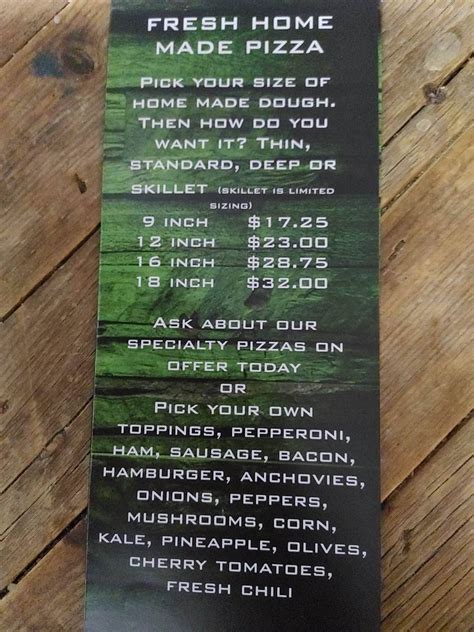 FRESH HOME
MADE PIZZA
PICK YOUR SIZE OF
HOME MADE DOUGH.
THEN HOW DO YOU
WANT IT? THIN,
STANDARD, DEEP OR
SKILLET (SKILLET IS LIMITED
SIZING)
9 INCH $17.25
12 INCH $23.00
16 INCH $28.75
18 INCH $32.00
ASK ABOUT OUR
SPECIALTY PIZZAS ON
OFFER TODAY
OR
PICK YOUR OWN
TOPPINGS, PEPPERONI,
HAM, SAUSAGE, BACON,
HAMBURGER, ANCHOVIES,
ONIONS, PEPPERS,
MUSHROOMS, CORN,
KALE, PINEAPPLE, OLIVES,
CHERRY TOMATOES,
FRESH CHILI